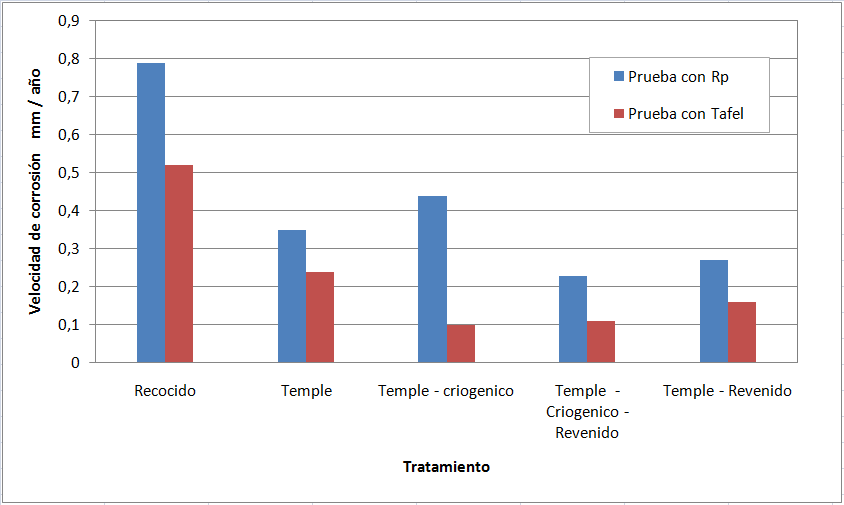 0,9
0,8
0,7
0,6
0,5
0,4
0,3
0,2
0,1
0
Velocidad de corrosión mm / año
Prueba con Rp
Prueba con Tafel
Recocido
Temple
Temple - criogenico
Temple -
Criogenico -
Revenido
Temple - Revenido
Tratamiento